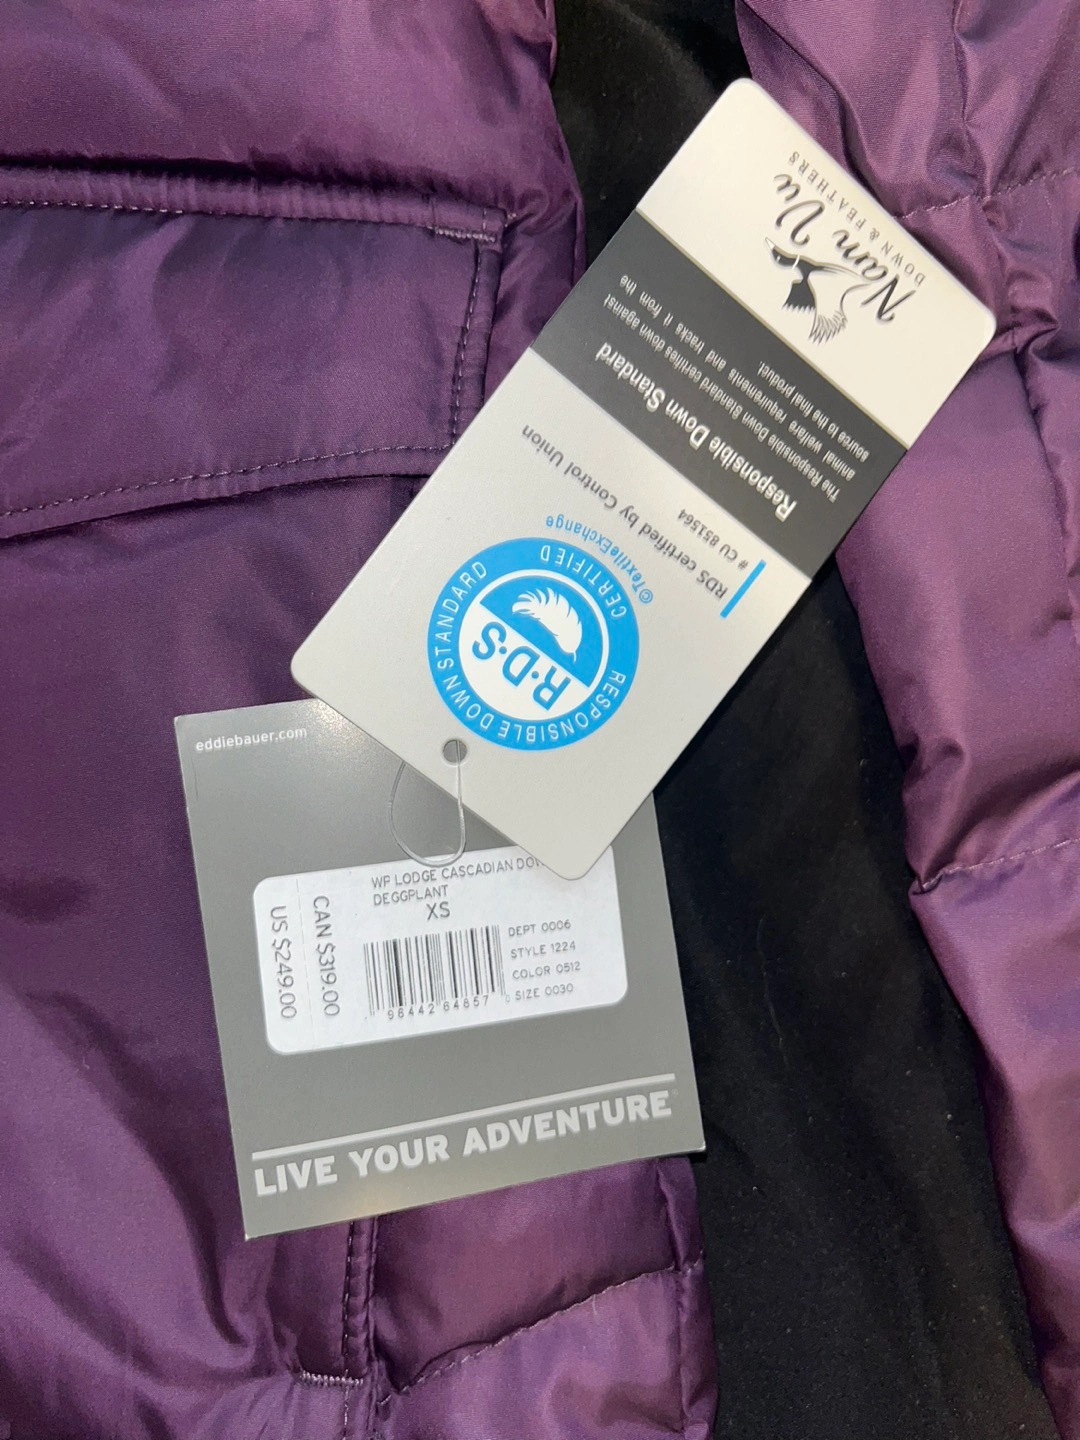 Nam Vu
DOWN & FEATHERS
Responsible Down Standard
The Responsible Down Standard certifies down against
animal welfare requirements and tracks it from the
source to the final product.
RDS certified by Control Union
# CU 851564
©TextileExchange
RESPONSIBLE DOWN STANDARD
CERTIFIED
R·D·S
eddiebauer.com
WP LODGE CASCADIAN
DEGGPLANT
XS
CAN $319.00
US $249.00
DEPT 0006
STYLE 1224
COLOR 0512
SIZE 0030
96442 64857
LIVE YOUR ADVENTURE